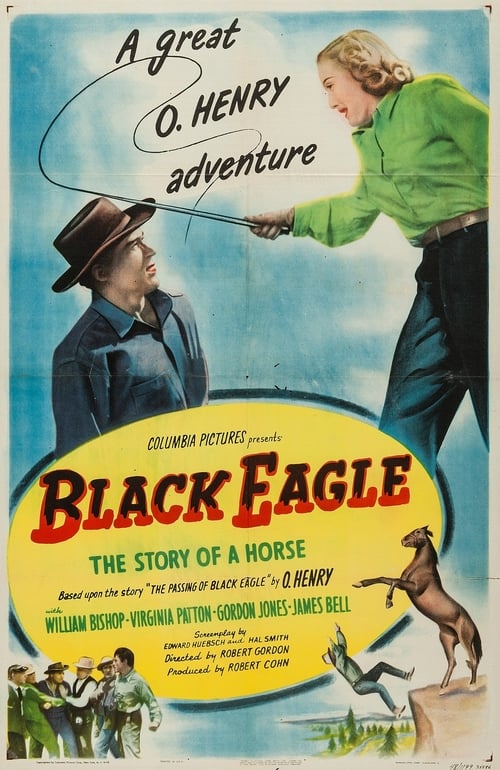 A great
O. HENRY
adventure
COLUMBIA PICTURES presents
BLACK EAGLE
THE STORY OF A HORSE
Based upon the story "THE PASSING OF BLACK EAGLE" by O. HENRY
with
WILLIAM BISHOP · VIRGINIA PATTON · GORDON JONES · JAMES BELL
Screenplay by
EDWARD HUEBSCH and HAL SMITH
Directed by ROBERT GORDON
Produced by ROBERT COHN